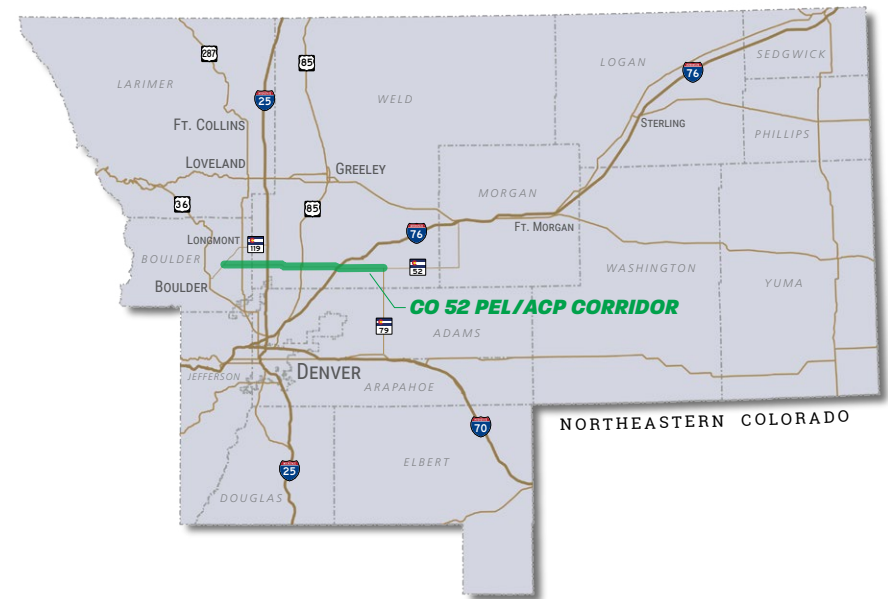 SEDGWICK
287
LOGAN
85
76
LARIMER
25
WELD
FT. COLLINS
STERLING
PHILLIPS
LOVELAND
GREELEY
MORGAN
36
85
76
FT. MORGAN
LONGMONT
119
BOULDER
52
WASHINGTON
BOULDER
YUMA
CO 52 PEL/ACP CORRIDOR
79
ADAMS
JEFFERSON
DENVER
ARAPAHOE
NORTHEASTERN COLORADO
70
ELBERT
25
DOUGLAS